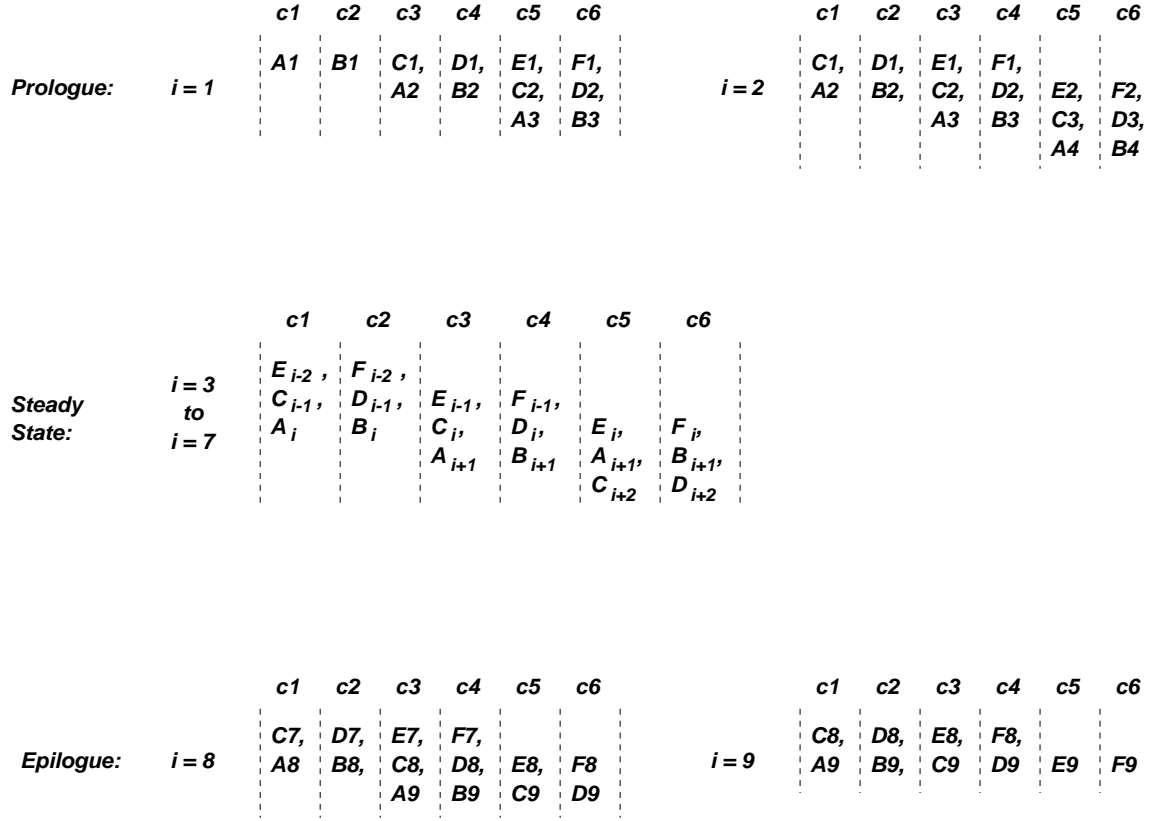 c1 c2 c3 c4 c5 c6
A1 B1 C1, D1, E1, F1,
Prologue: i = 1 A2 B2 C2, D2,
A3 B3
c1 c2 c3 c4 c5 c6
C1, D1, E1, F1,
i = 2 A2 B2, C2, D2, E2, F2,
A3 B3 C3, D3,
A4 B4
c1 c2 c3 c4 c5 c6
E i-2 , F i-2 ,
i = 3 C i-1 , D i-1 , E i-1 , F i-1,
Steady to A i B i C i, D i, E i, F i,
State: i = 7 A i+1 B i+1 A i+1, B i+1,
C i+2 D i+2
c1 c2 c3 c4 c5 c6
C7, D7, E7, F7,
Epilogue: i = 8 A8 B8, C8, D8, E8, F8
A9 B9 C9 D9
c1 c2 c3 c4 c5 c6
C8, D8, E8, F8,
i = 9 A9 B9, C9 D9 E9 F9